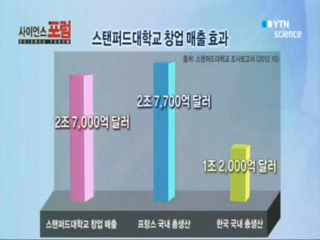 사이언스 포럼
SCIENCE FORUM
YTN
science
스탠퍼드대학교 창업 매출 효과
출처: 스탠퍼드대학교 조사보고서 (2012.10)
2조 7,000억 달러
2조 7,700억 달러
1조 2,000억 달러
스탠퍼드대학교 창업 매출
프랑스 국내 총생산
한국 국내 총생산